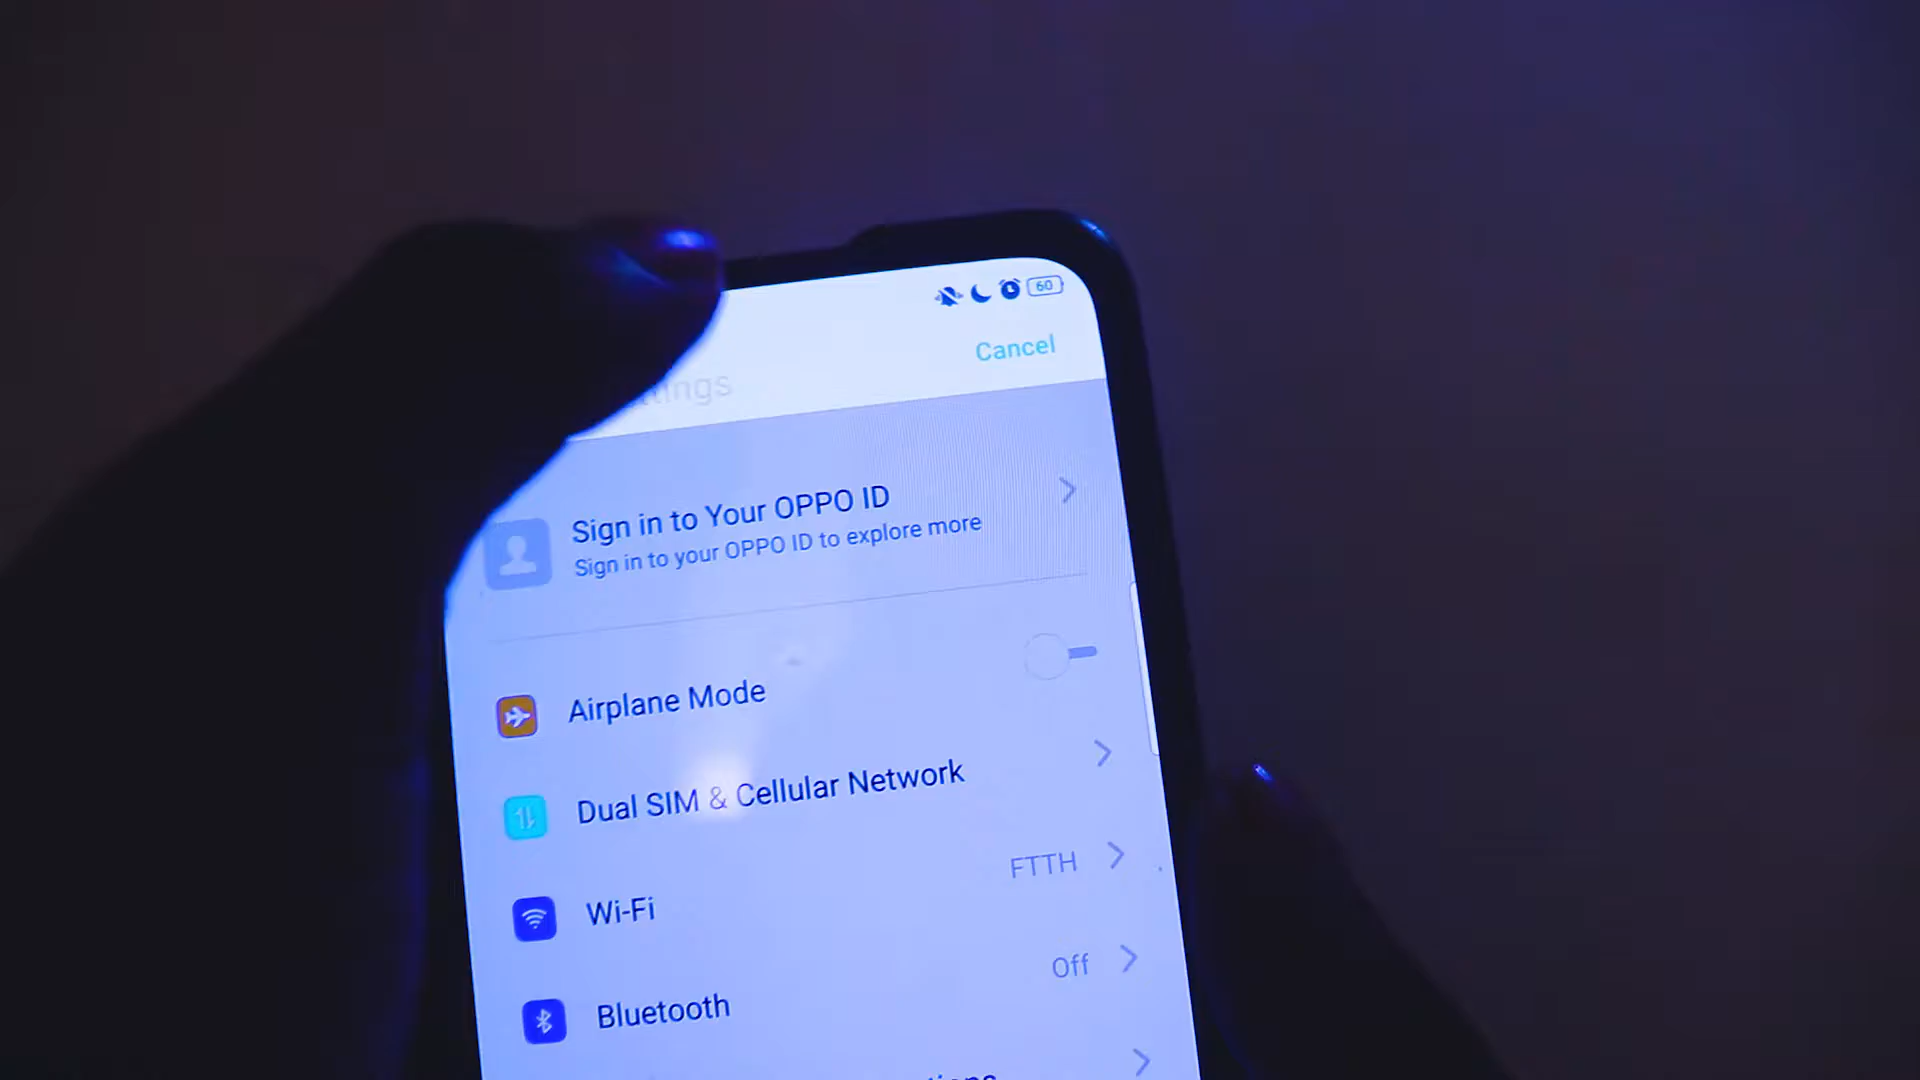 60
Cancel
Sign in to Your OPPO ID
Sign in to your OPPO ID to explore more
Airplane Mode
Dual SIM & Cellular Network
Wi-Fi FTTH
Bluetooth Off